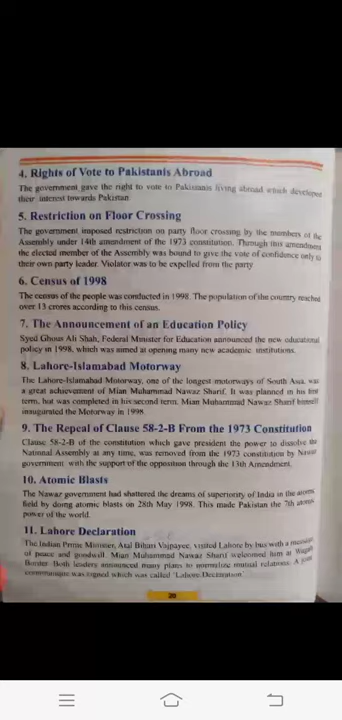 4. Rights of Vote to Pakistanis Abroad
The government gave the right to vote to Pakistanis living abroad which developed
their interest towards Pakistan
5. Restriction on Floor Crossing
The government imposed restriction on party floor crossing by the members of the
Assembly under 14th amendment of the 1973 constitution. Through this amendment
the elected member of the Assembly was bound to give the vote of confidence only to
their own party leader. Violator was to be expelled from the party
6. Census of 1998
The census of the people was conducted in 1998. The population of the country reached
over 13 crores according to this census.
7. The Announcement of an Education Policy
Syed Ghous Ali Shah, Federal Minister for Education announced the new educational
policy in 1998, which was aimed at opening many new academic institutions.
8. Lahore-Islamabad Motorway
The Lahore-Islamabad Motorway, one of the longest motorways of South Asia, was
a great achievement of Mian Muhammad Nawaz Sharif. It was planned in his first
term, but was completed in his second term. Mian Muhammad Nawaz Sharif himself
inaugurated the Motorway in 1998
9. The Repeal of Clause 58-2-B From the 1973 Constitution
Clause 58-2-B of the constitution which gave president the power to dissolve the
National Assembly at any time, was removed from the 1973 constitution by Nawaz
government with the support of the opposition through the 13th Amendment.
10. Atomic Blasts
The Nawaz government had shattered the dreams of superiority of India in the atomic
field by doing atomic blasts on 28th May 1998. This made Pakistan the 7th atomic
power of the world.
11. Lahore Declaration
The Indian Prime Minister, Atal Bihari Vajpayee, visited Lahore by bus with a message
of peace and goodwill. Mian Muhammad Nawaz Sharif welcomed him at Wagah
Border. Both leaders announced many plans to normalize mutual relations. A joint
communique was signed which was called 'Lahore Declaration'
20